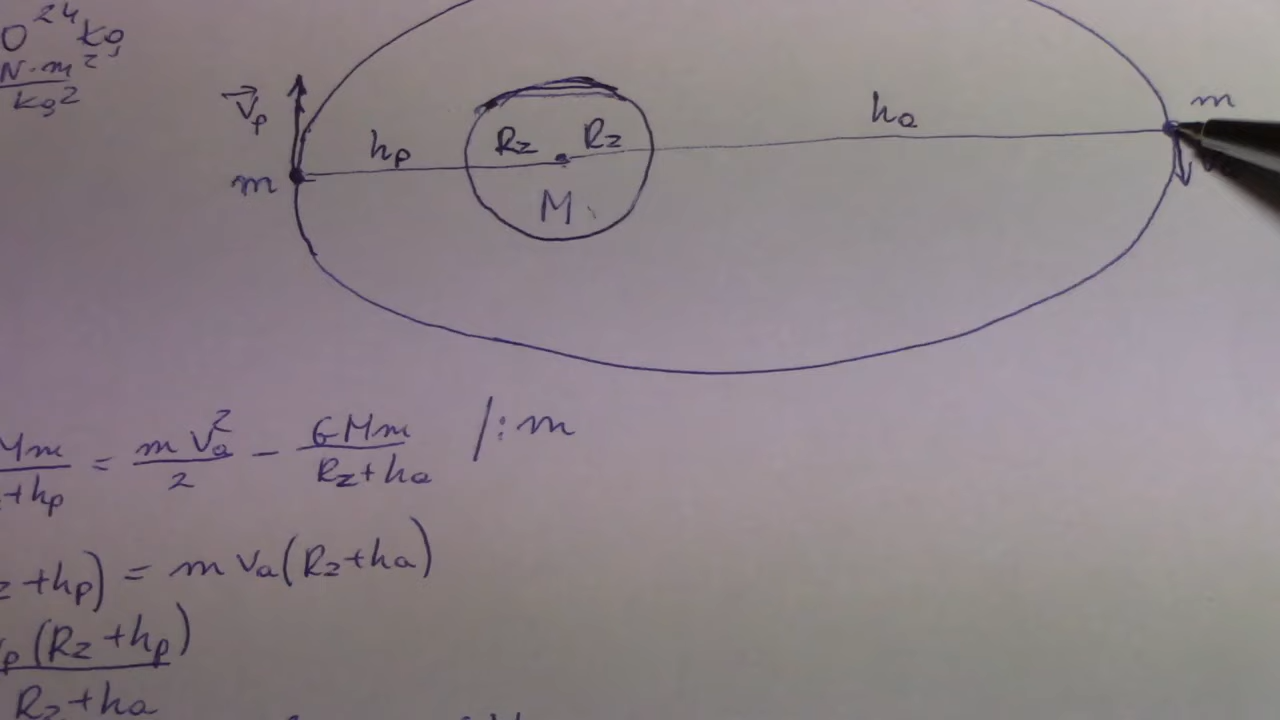 0²⁴ kg,
N·m² / kg²
V⃗p
m hp Rz Rz ha m
M
Mm / +hp = m Va² / 2 − GMm / Rz+ha /:m
z+hp) = m Va(Rz+ha)
p(Rz+hp)
Rz+ha